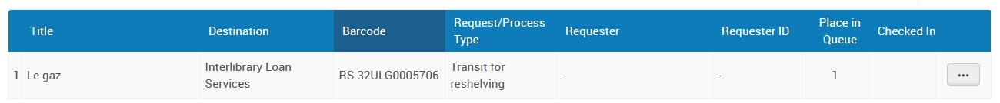 Title Destination Barcode Request/Process Type Requester Requester ID Place in Queue Checked In
1 Le gaz Interlibrary Loan Services RS-32ULG0005706 Transit for reshelving - - 1 •••